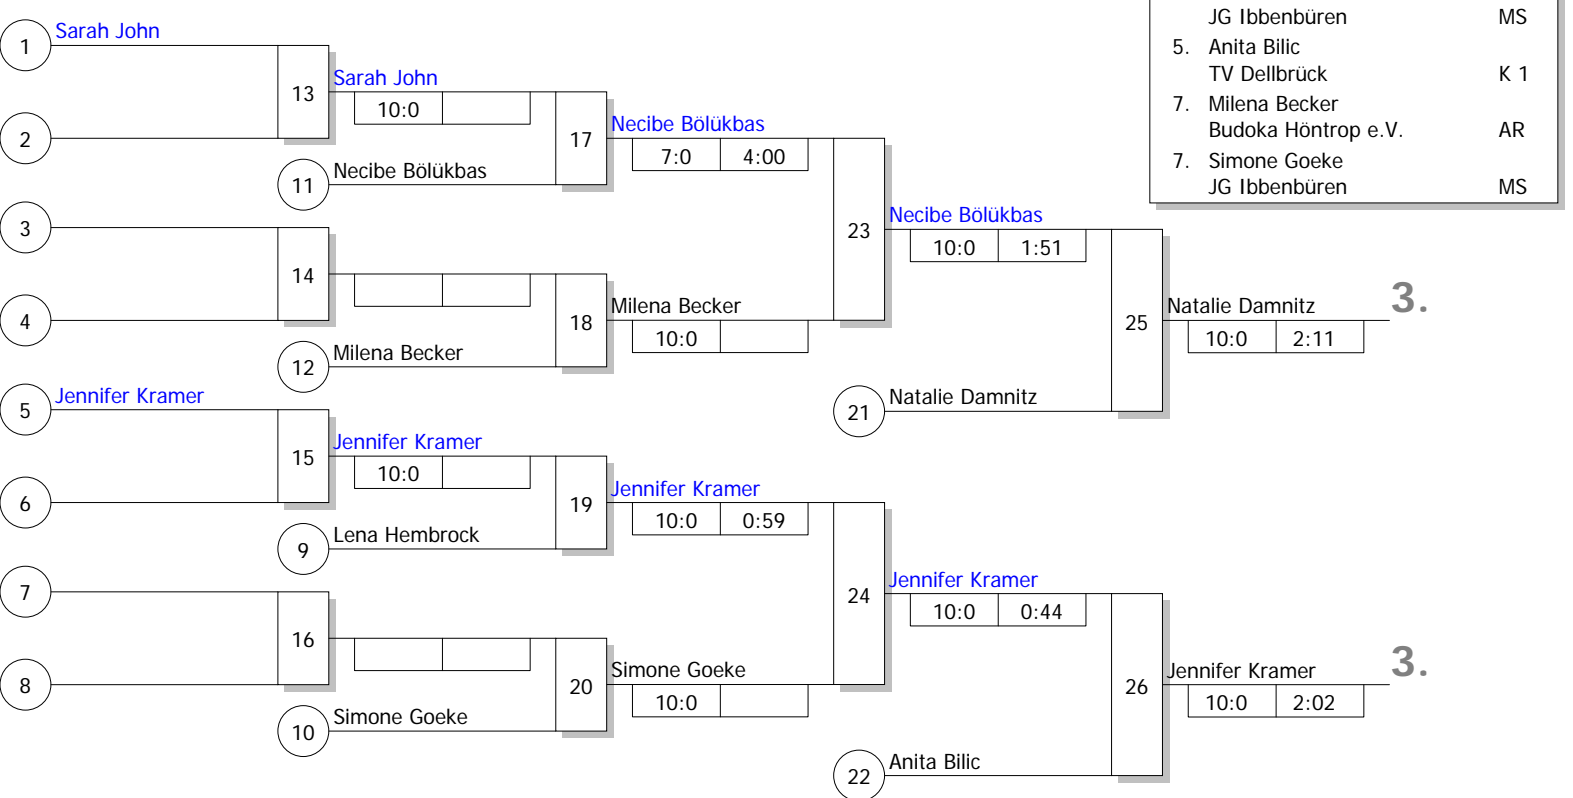 JG Ibbenbüren MS
5. Anita Bilic
TV Dellbrück K 1
7. Milena Becker
Budoka Höntrop e.V. AR
7. Simone Goeke
JG Ibbenbüren MS
1 Sarah John
13 Sarah John
10:0
2
17 Necibe Bölükbas
7:0 4:00
11 Necibe Bölükbas
3
23 Necibe Bölükbas
10:0 1:51
14
4
18 Milena Becker
10:0
25 Natalie Damnitz 3.
10:0 2:11
12 Milena Becker
5 Jennifer Kramer
21 Natalie Damnitz
15 Jennifer Kramer
10:0
6
19 Jennifer Kramer
10:0 0:59
9 Lena Hembrock
7
24 Jennifer Kramer
10:0 0:44
16
8
20 Simone Goeke
10:0
26 Jennifer Kramer 3.
10:0 2:02
10 Simone Goeke
22 Anita Bilic